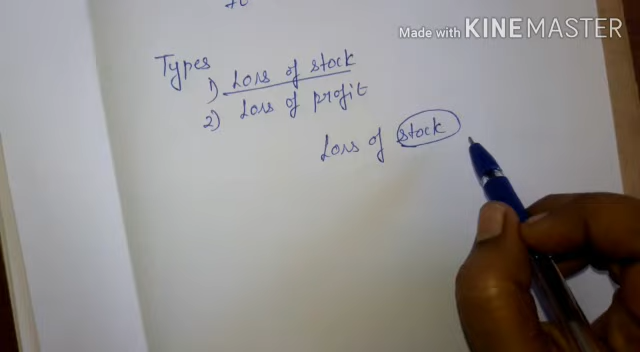 Made with KINEMASTER
Types
1) Loss of stock
2) Loss of profit
Loss of stock